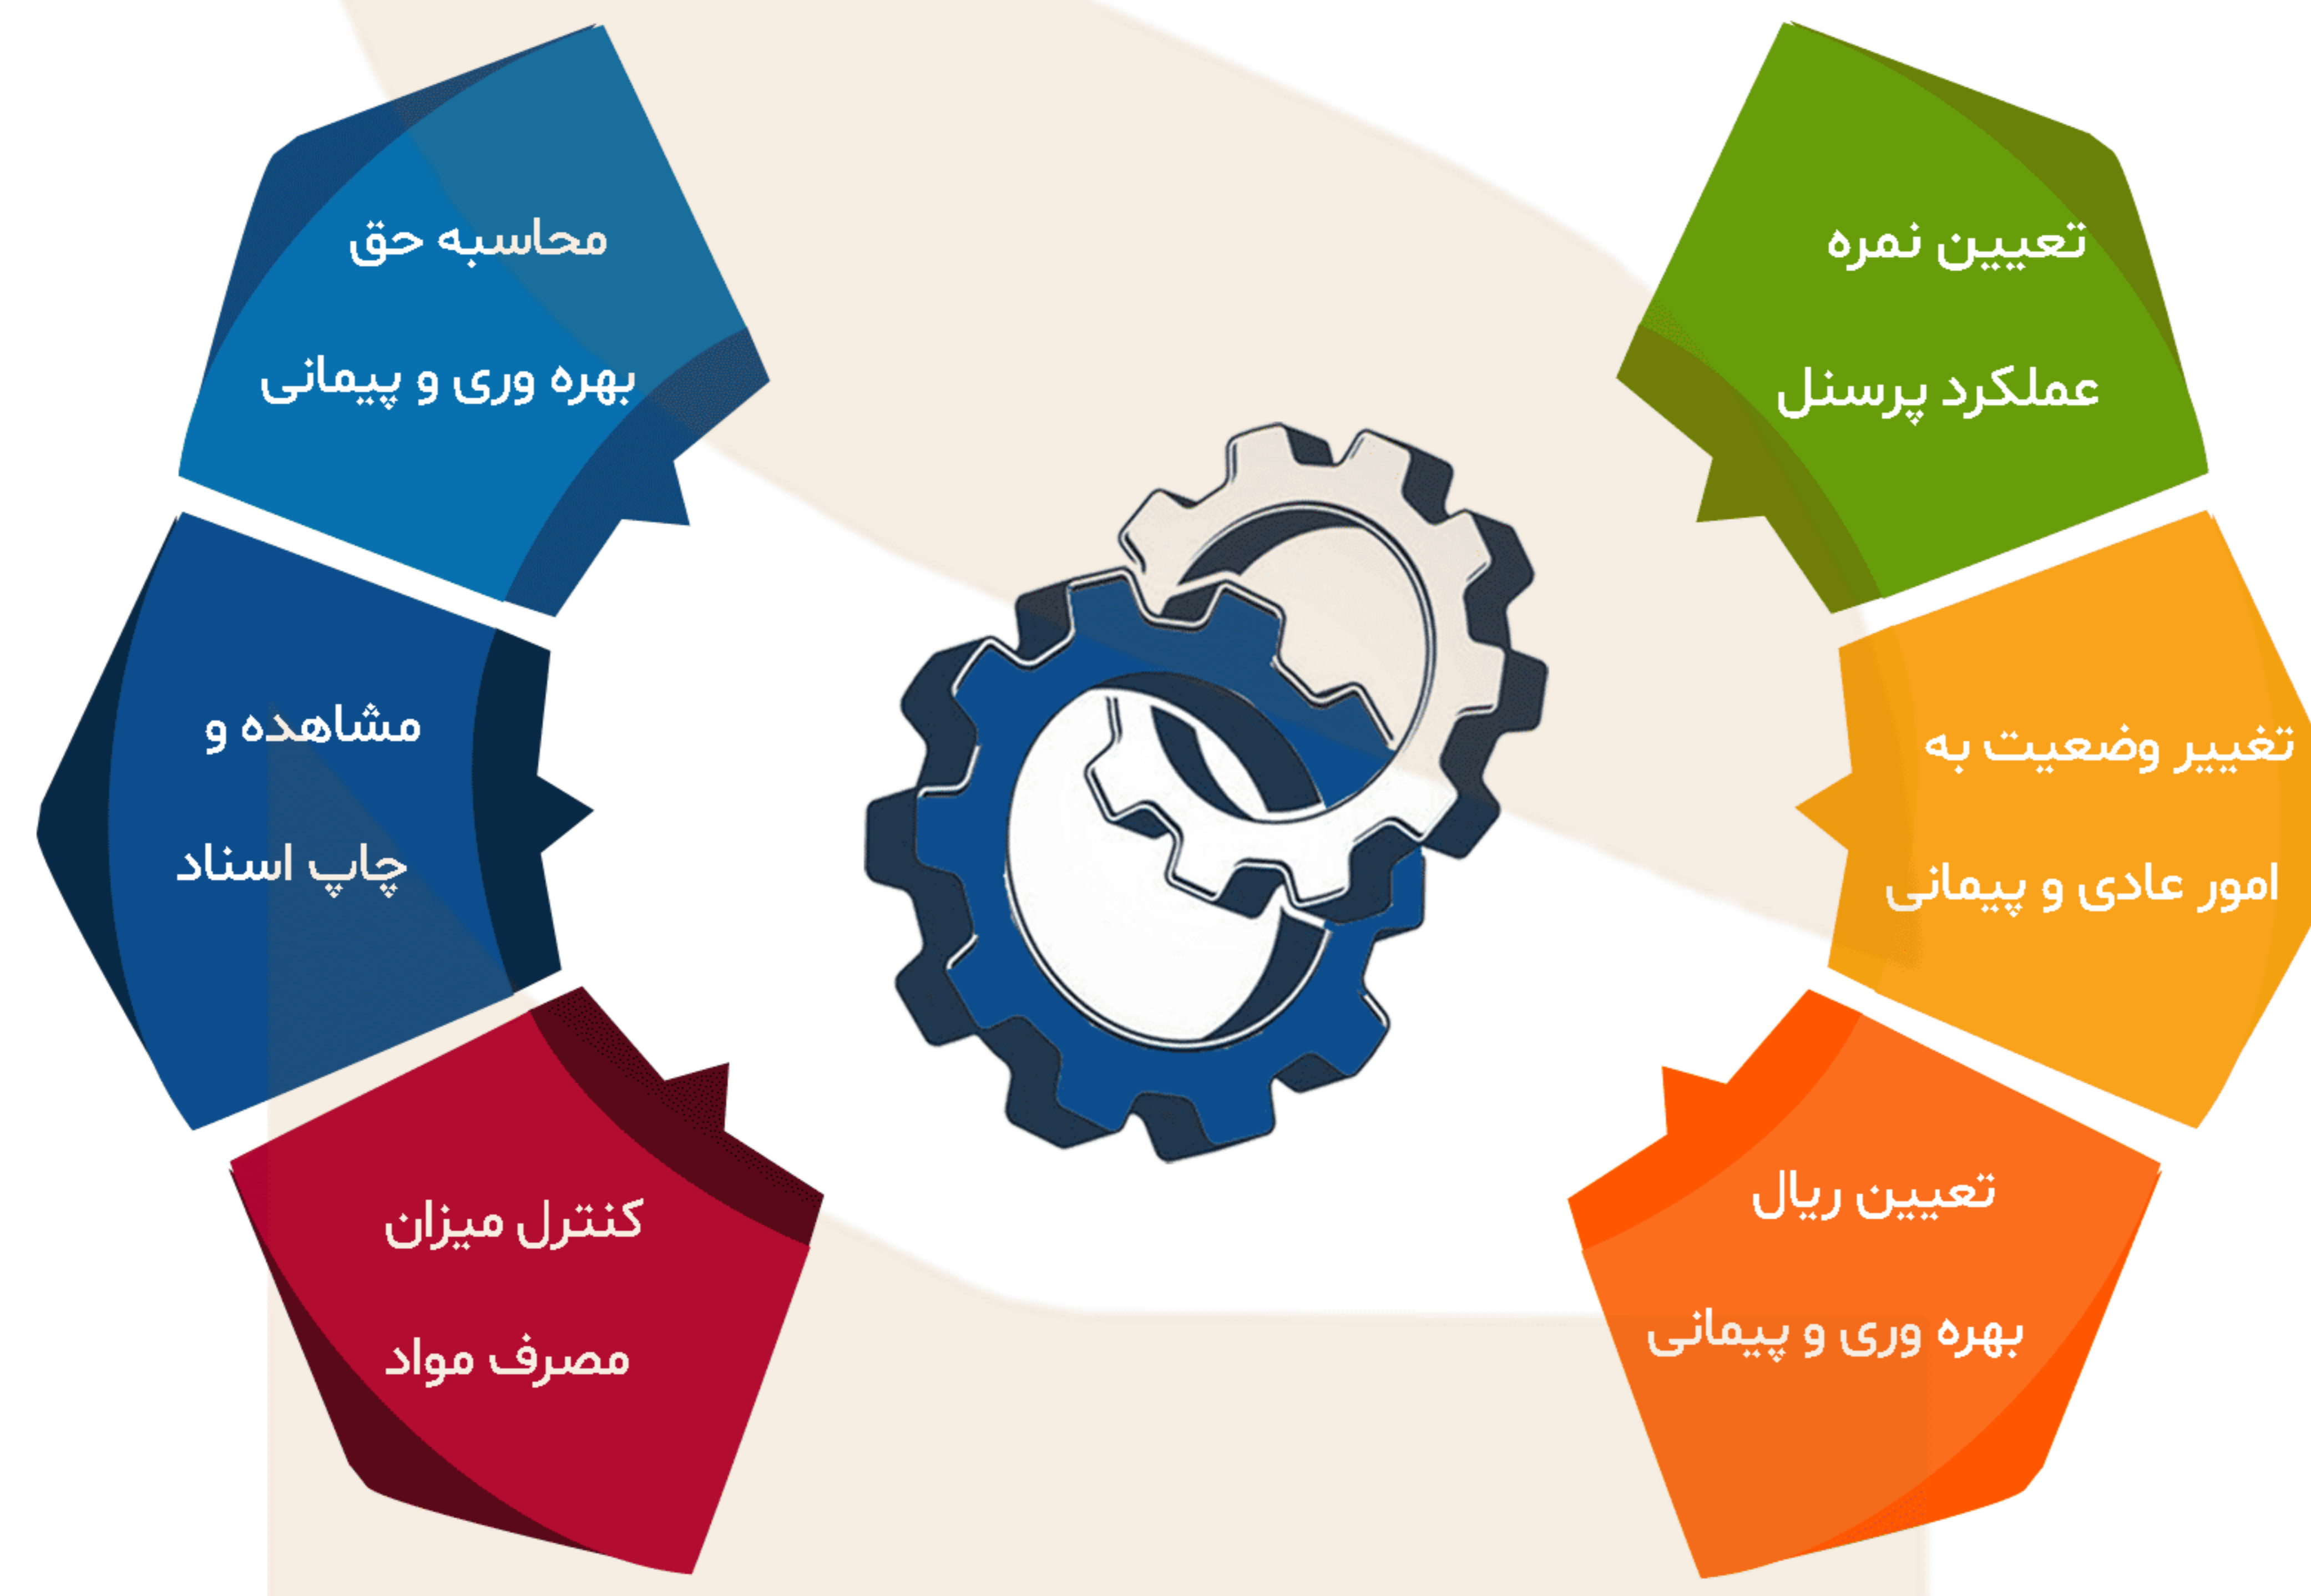 تعیین نمره
عملکرد پرسنل
تغییر وضعیت به
امور عادی و پیمانی
تعیین ریال
بهره وری و پیمانی
محاسبه حق
بهره وری و پیمانی
مشاهده و
چاپ اسناد
کنترل میزان
مصرف مواد